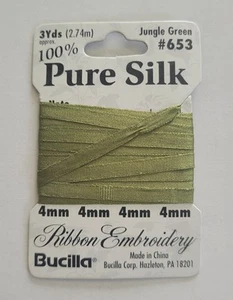 3Yds (2.74m) Jungle Green
approx. #653
100%
Pure Silk
4mm 4mm 4mm 4mm
Ribbon Embroidery
Bucilla® Made in China
Bucilla Corp. Hazleton, PA 18201